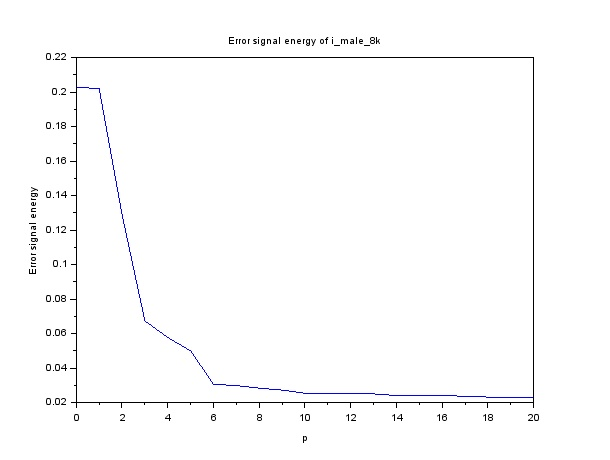 Error signal energy of i_male_8k
0.22
0.2
0.18
0.16
0.14
0.12
0.1
0.08
0.06
0.04
0.02
Error signal energy
0 2 4 6 8 10 12 14 16 18 20
p